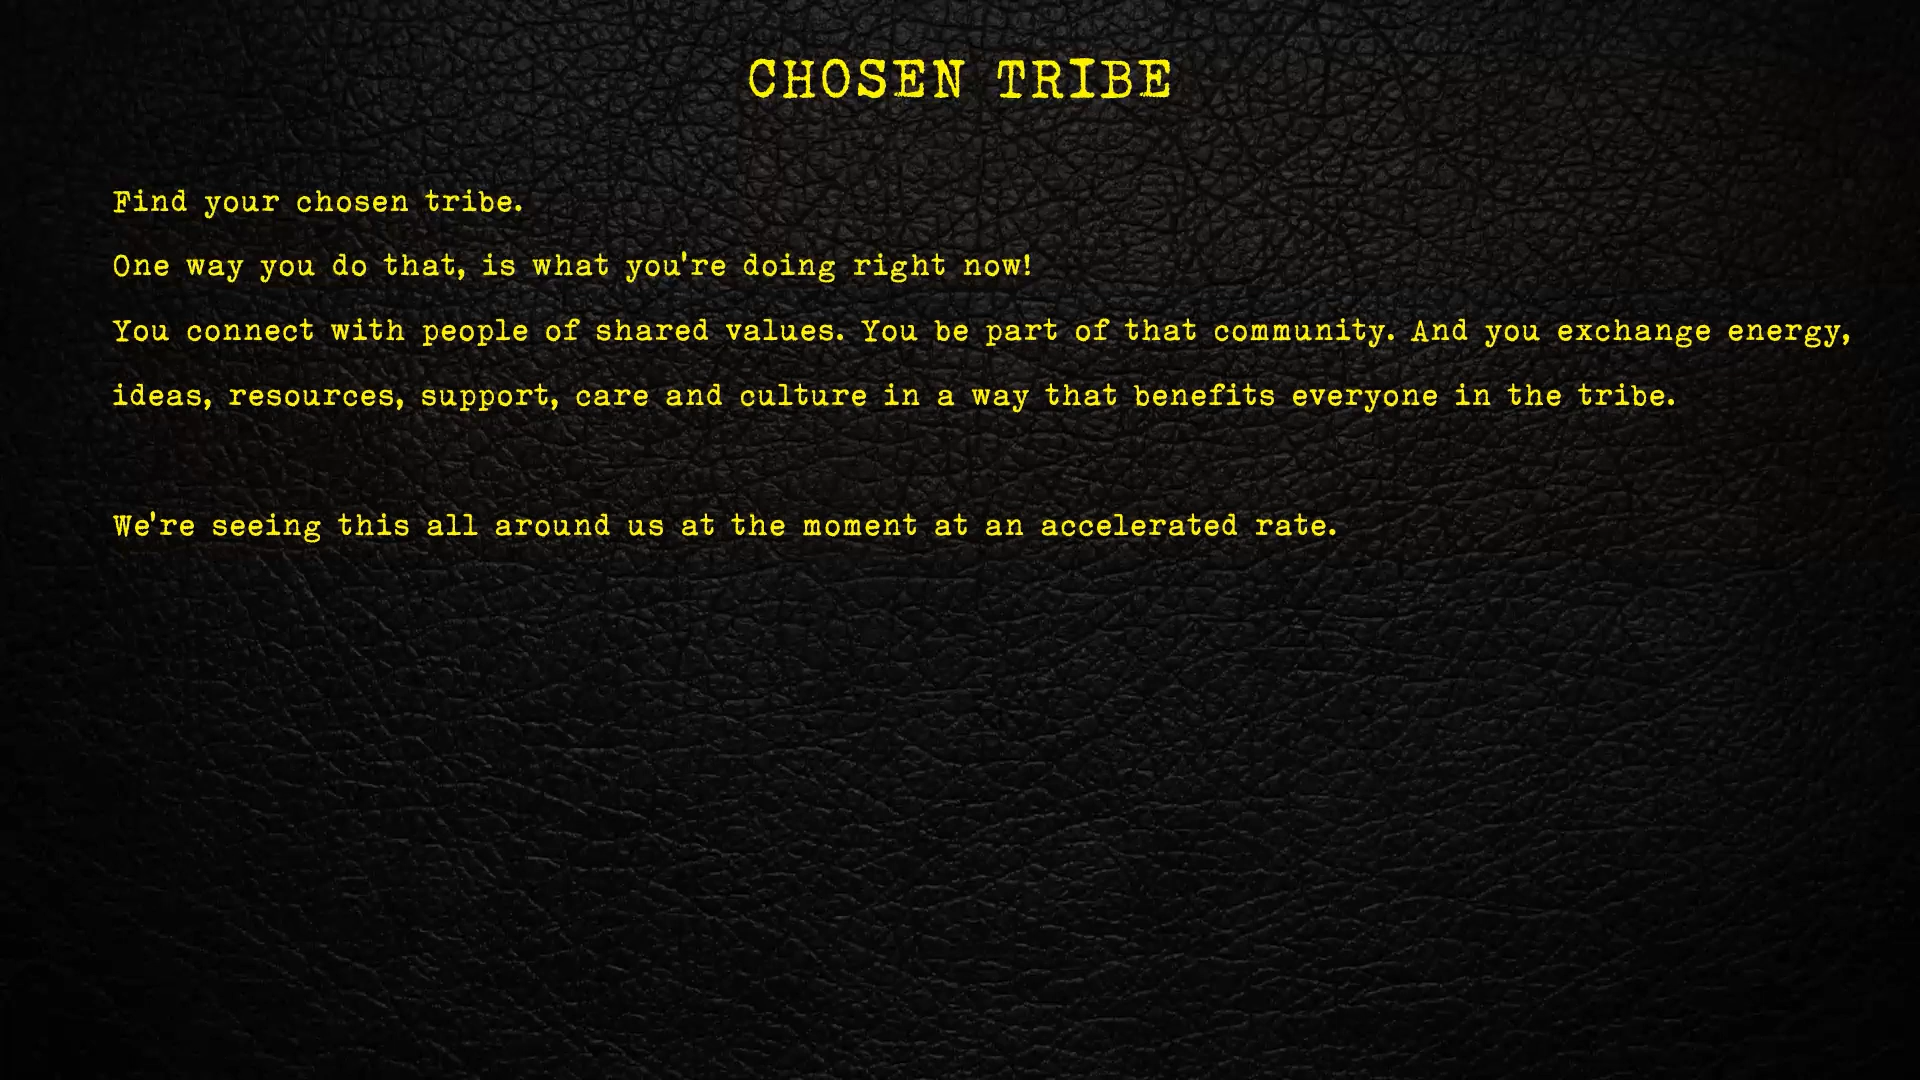 CHOSEN TRIBE
Find your chosen tribe.
One way you do that, is what you're doing right now!
You connect with people of shared values. You be part of that community. And you exchange energy,
ideas, resources, support, care and culture in a way that benefits everyone in the tribe.
We're seeing this all around us at the moment at an accelerated rate.